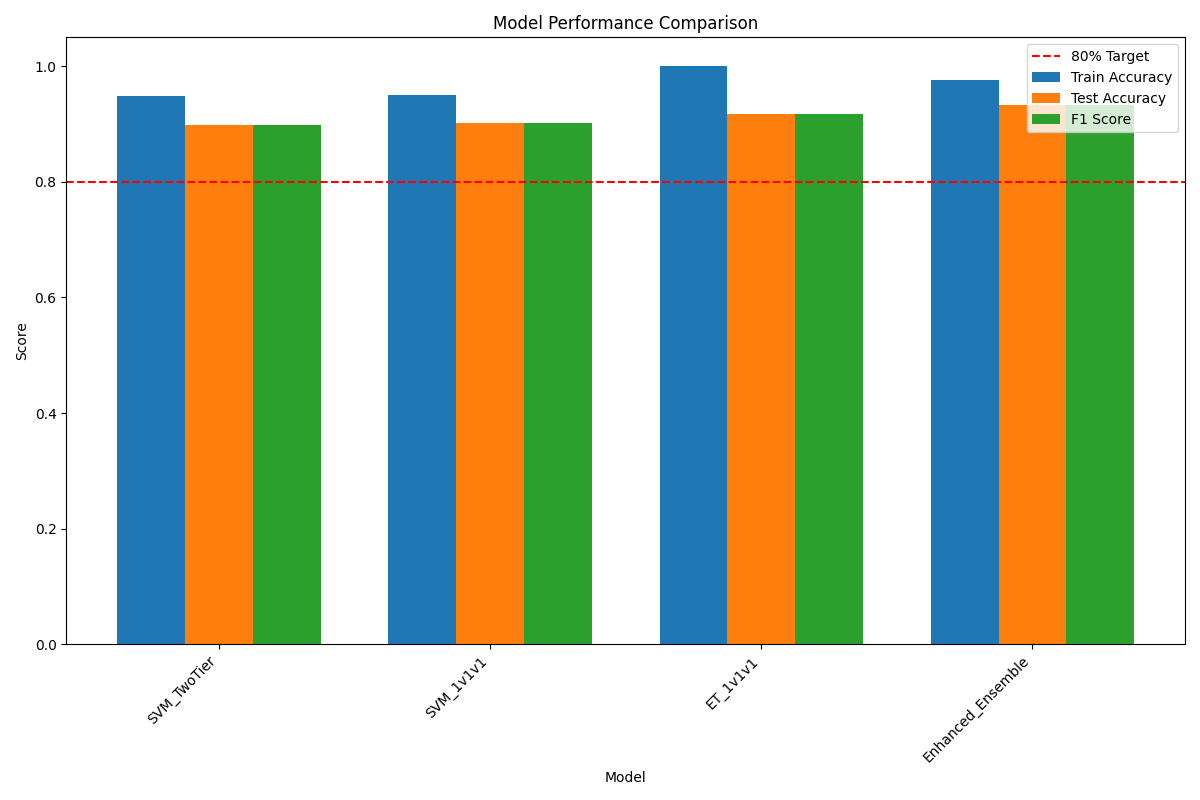 Model Performance Comparison
80% Target
Train Accuracy
Test Accuracy
F1 Score
Score
1.0
0.8
0.6
0.4
0.2
0.0
SVM_TwoTier
SVM_1v1v1
ET_1v1v1
Enhanced_Ensemble
Model